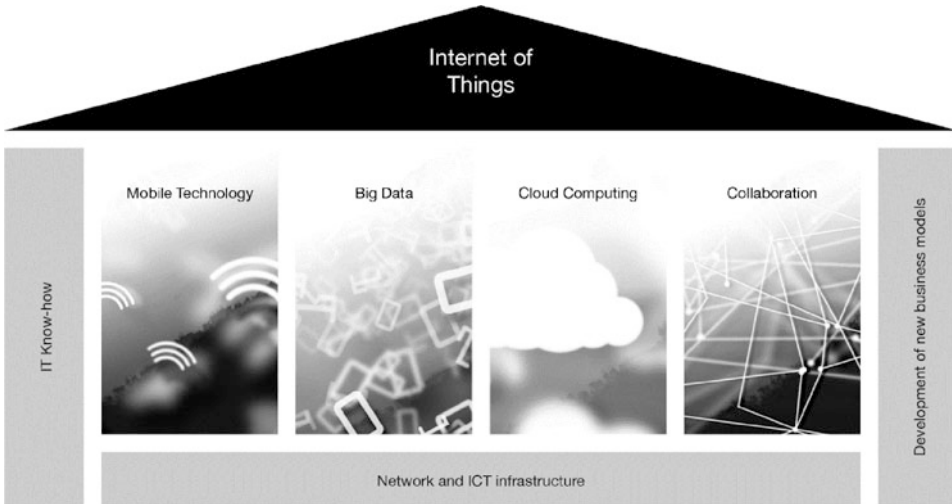 Internet of
Things
Mobile Technology
Big Data
Cloud Computing
Collaboration
IT Know-how
Development of new business models
Network and ICT infrastructure